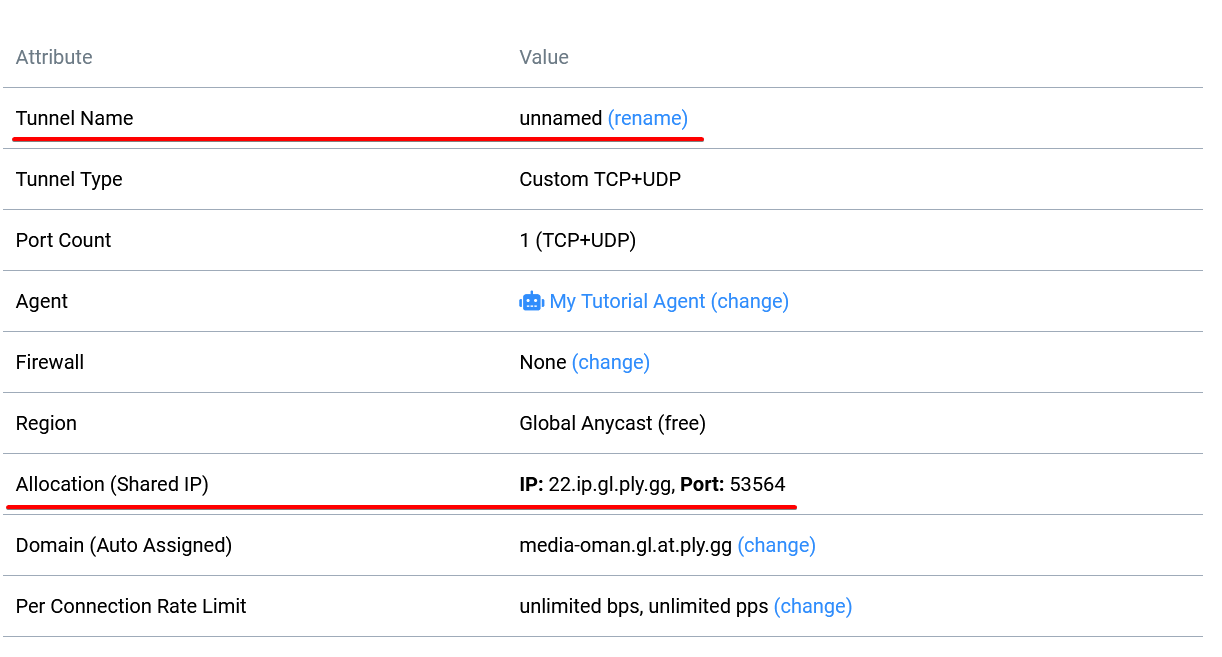 Attribute Value
Tunnel Name unnamed (rename)
Tunnel Type Custom TCP+UDP
Port Count 1 (TCP+UDP)
Agent My Tutorial Agent (change)
Firewall None (change)
Region Global Anycast (free)
Allocation (Shared IP) IP: 22.ip.gl.ply.gg, Port: 53564
Domain (Auto Assigned) media-oman.gl.at.ply.gg (change)
Per Connection Rate Limit unlimited bps, unlimited pps (change)